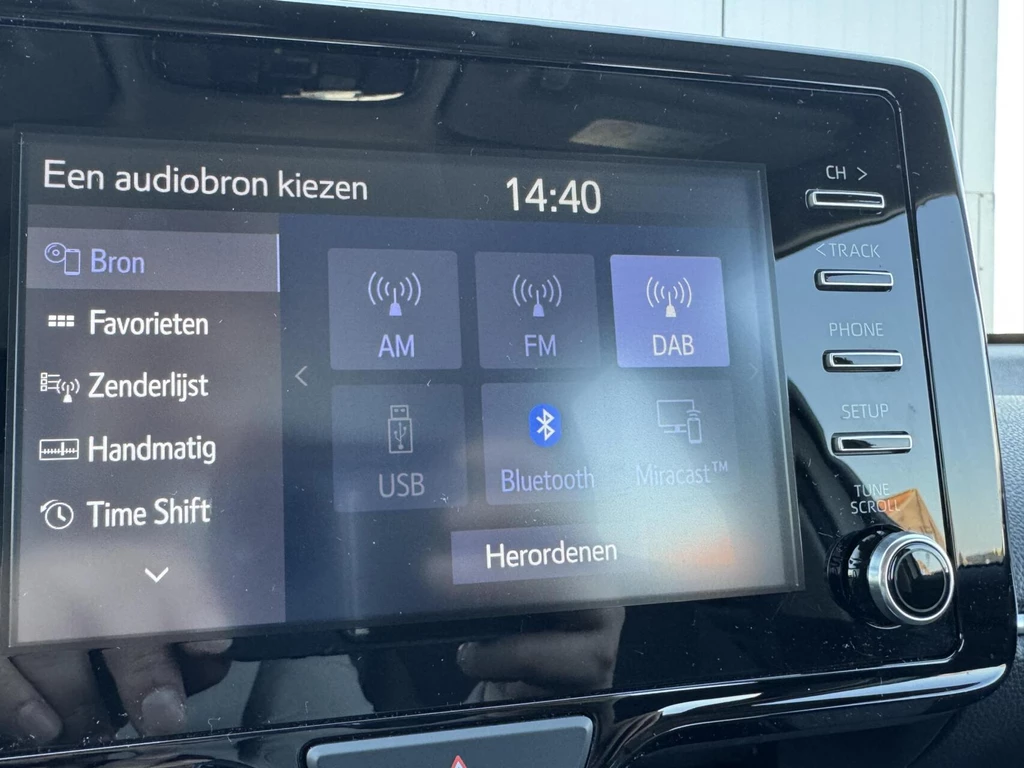 Een audiobron kiezen
14:40
Bron
Favorieten
Zenderlijst
Handmatig
Time Shift
AM
FM
DAB
USB
Bluetooth
Miracast™
Herordenen
CH >
< TRACK
PHONE
SETUP
TUNE
SCROLL